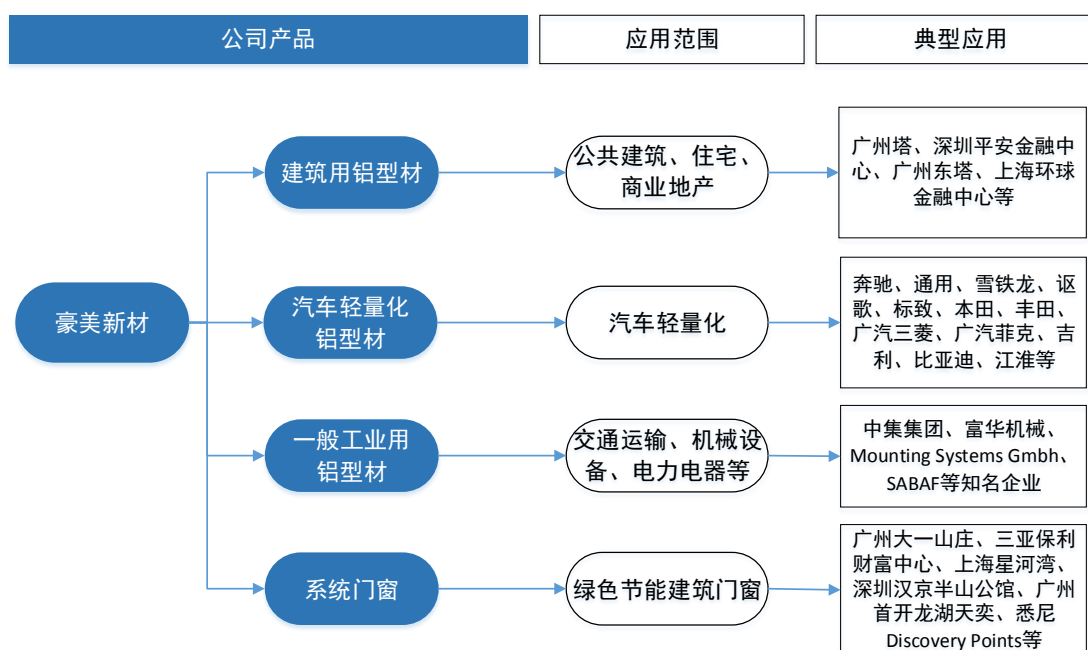 公司产品
应用范围
典型应用
豪美新材
建筑用铝型材
公共建筑、住宅、
商业地产
广州塔、深圳平安金融中
心、广州东塔、上海环球
金融中心等
汽车轻量化
铝型材
汽车轻量化
奔驰、通用、雪铁龙、讴
歌、标致、本田、丰田、
广汽三菱、广汽菲克、吉
利、比亚迪、江淮等
一般工业用
铝型材
交通运输、机械设
备、电力电器等
中集集团、富华机械、
Mounting Systems Gmbh、
SABAF等知名企业
系统门窗
绿色节能建筑门窗
广州大一山庄、三亚保利
财富中心、上海星河湾、
深圳汉京半山公馆、广州
首开龙湖天奕、悉尼
Discovery Points等